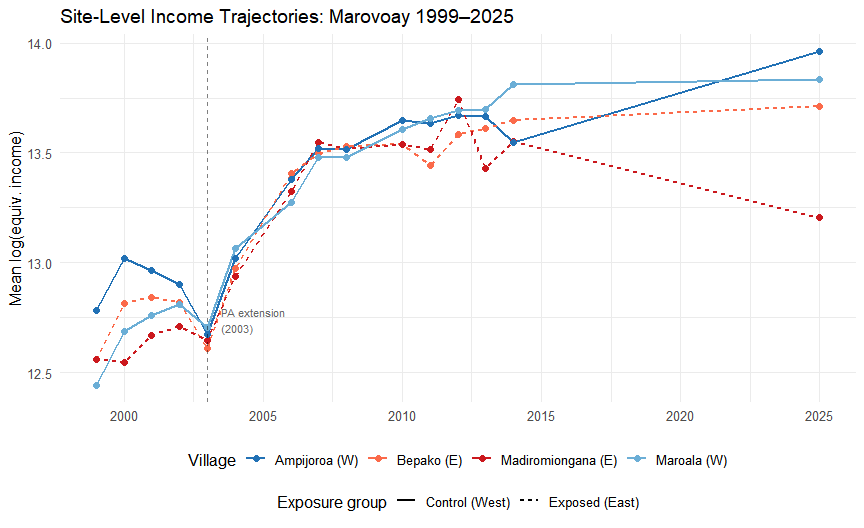 Site-Level Income Trajectories: Marovoay 1999–2025
Mean log(equiv. income)
14.0
13.5
13.0
12.5
PA extension
(2003)
2000 2005 2010 2015 2020 2025
Village Ampijoroa (W) Bepako (E) Madiromiongana (E) Maroala (W)
Exposure group Control (West) Exposed (East)